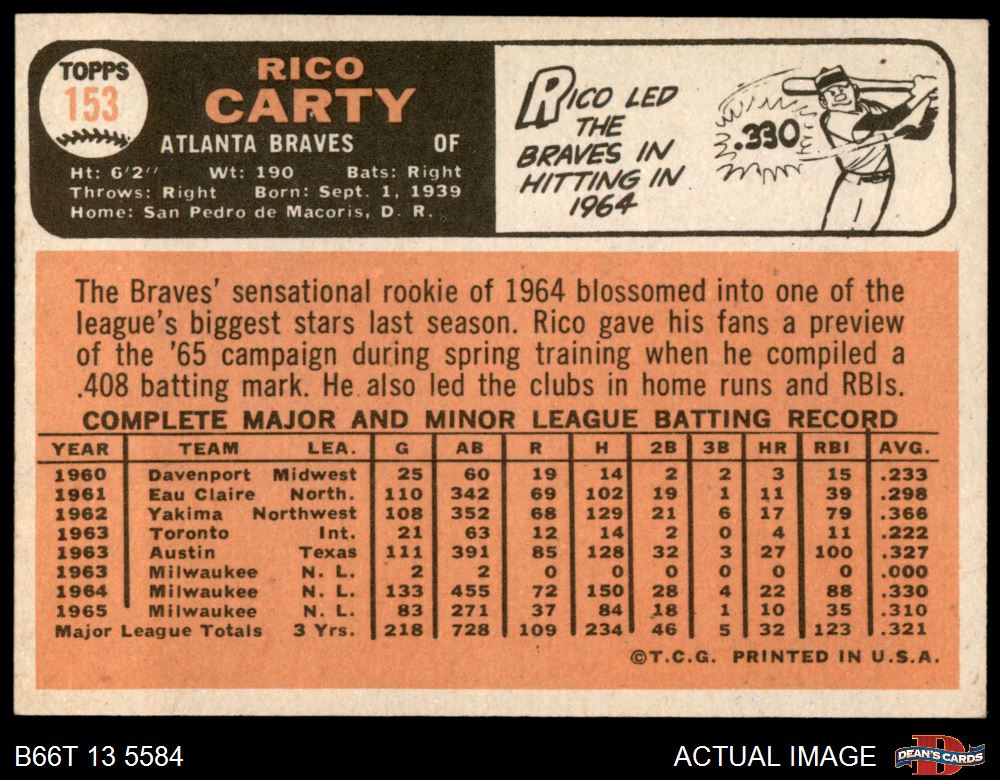 TOPPS
153
RICO
CARTY
ATLANTA BRAVES OF
Ht: 6'2" Wt: 190 Bats: Right
Throws: Right Born: Sept. 1, 1939
Home: San Pedro de Macoris, D. R.
RICO LED
THE
BRAVES IN
HITTING IN
1964
.330
The Braves' sensational rookie of 1964 blossomed into one of the
league's biggest stars last season. Rico gave his fans a preview
of the '65 campaign during spring training when he compiled a
.408 batting mark. He also led the clubs in home runs and RBIs.
COMPLETE MAJOR AND MINOR LEAGUE BATTING RECORD
YEAR TEAM LEA. G AB R H 2B 3B HR RBI AVG.
1960 Davenport Midwest 25 60 19 14 2 2 3 15 .233
1961 Eau Claire North. 110 342 69 102 19 1 11 39 .298
1962 Yakima Northwest 108 352 68 129 21 6 17 79 .366
1963 Toronto Int. 21 63 12 14 2 0 4 11 .222
1963 Austin Texas 111 391 85 128 32 3 27 100 .327
1963 Milwaukee N. L. 2 2 0 0 0 0 0 0 .000
1964 Milwaukee N. L. 133 455 72 150 28 4 22 88 .330
1965 Milwaukee N. L. 83 271 37 84 18 1 10 35 .310
Major League Totals 3 Yrs. 218 728 109 234 46 5 32 123 .321
©T.C.G. PRINTED IN U.S.A.
B66T 13 5584
ACTUAL IMAGE
D
DEAN'S CARDS